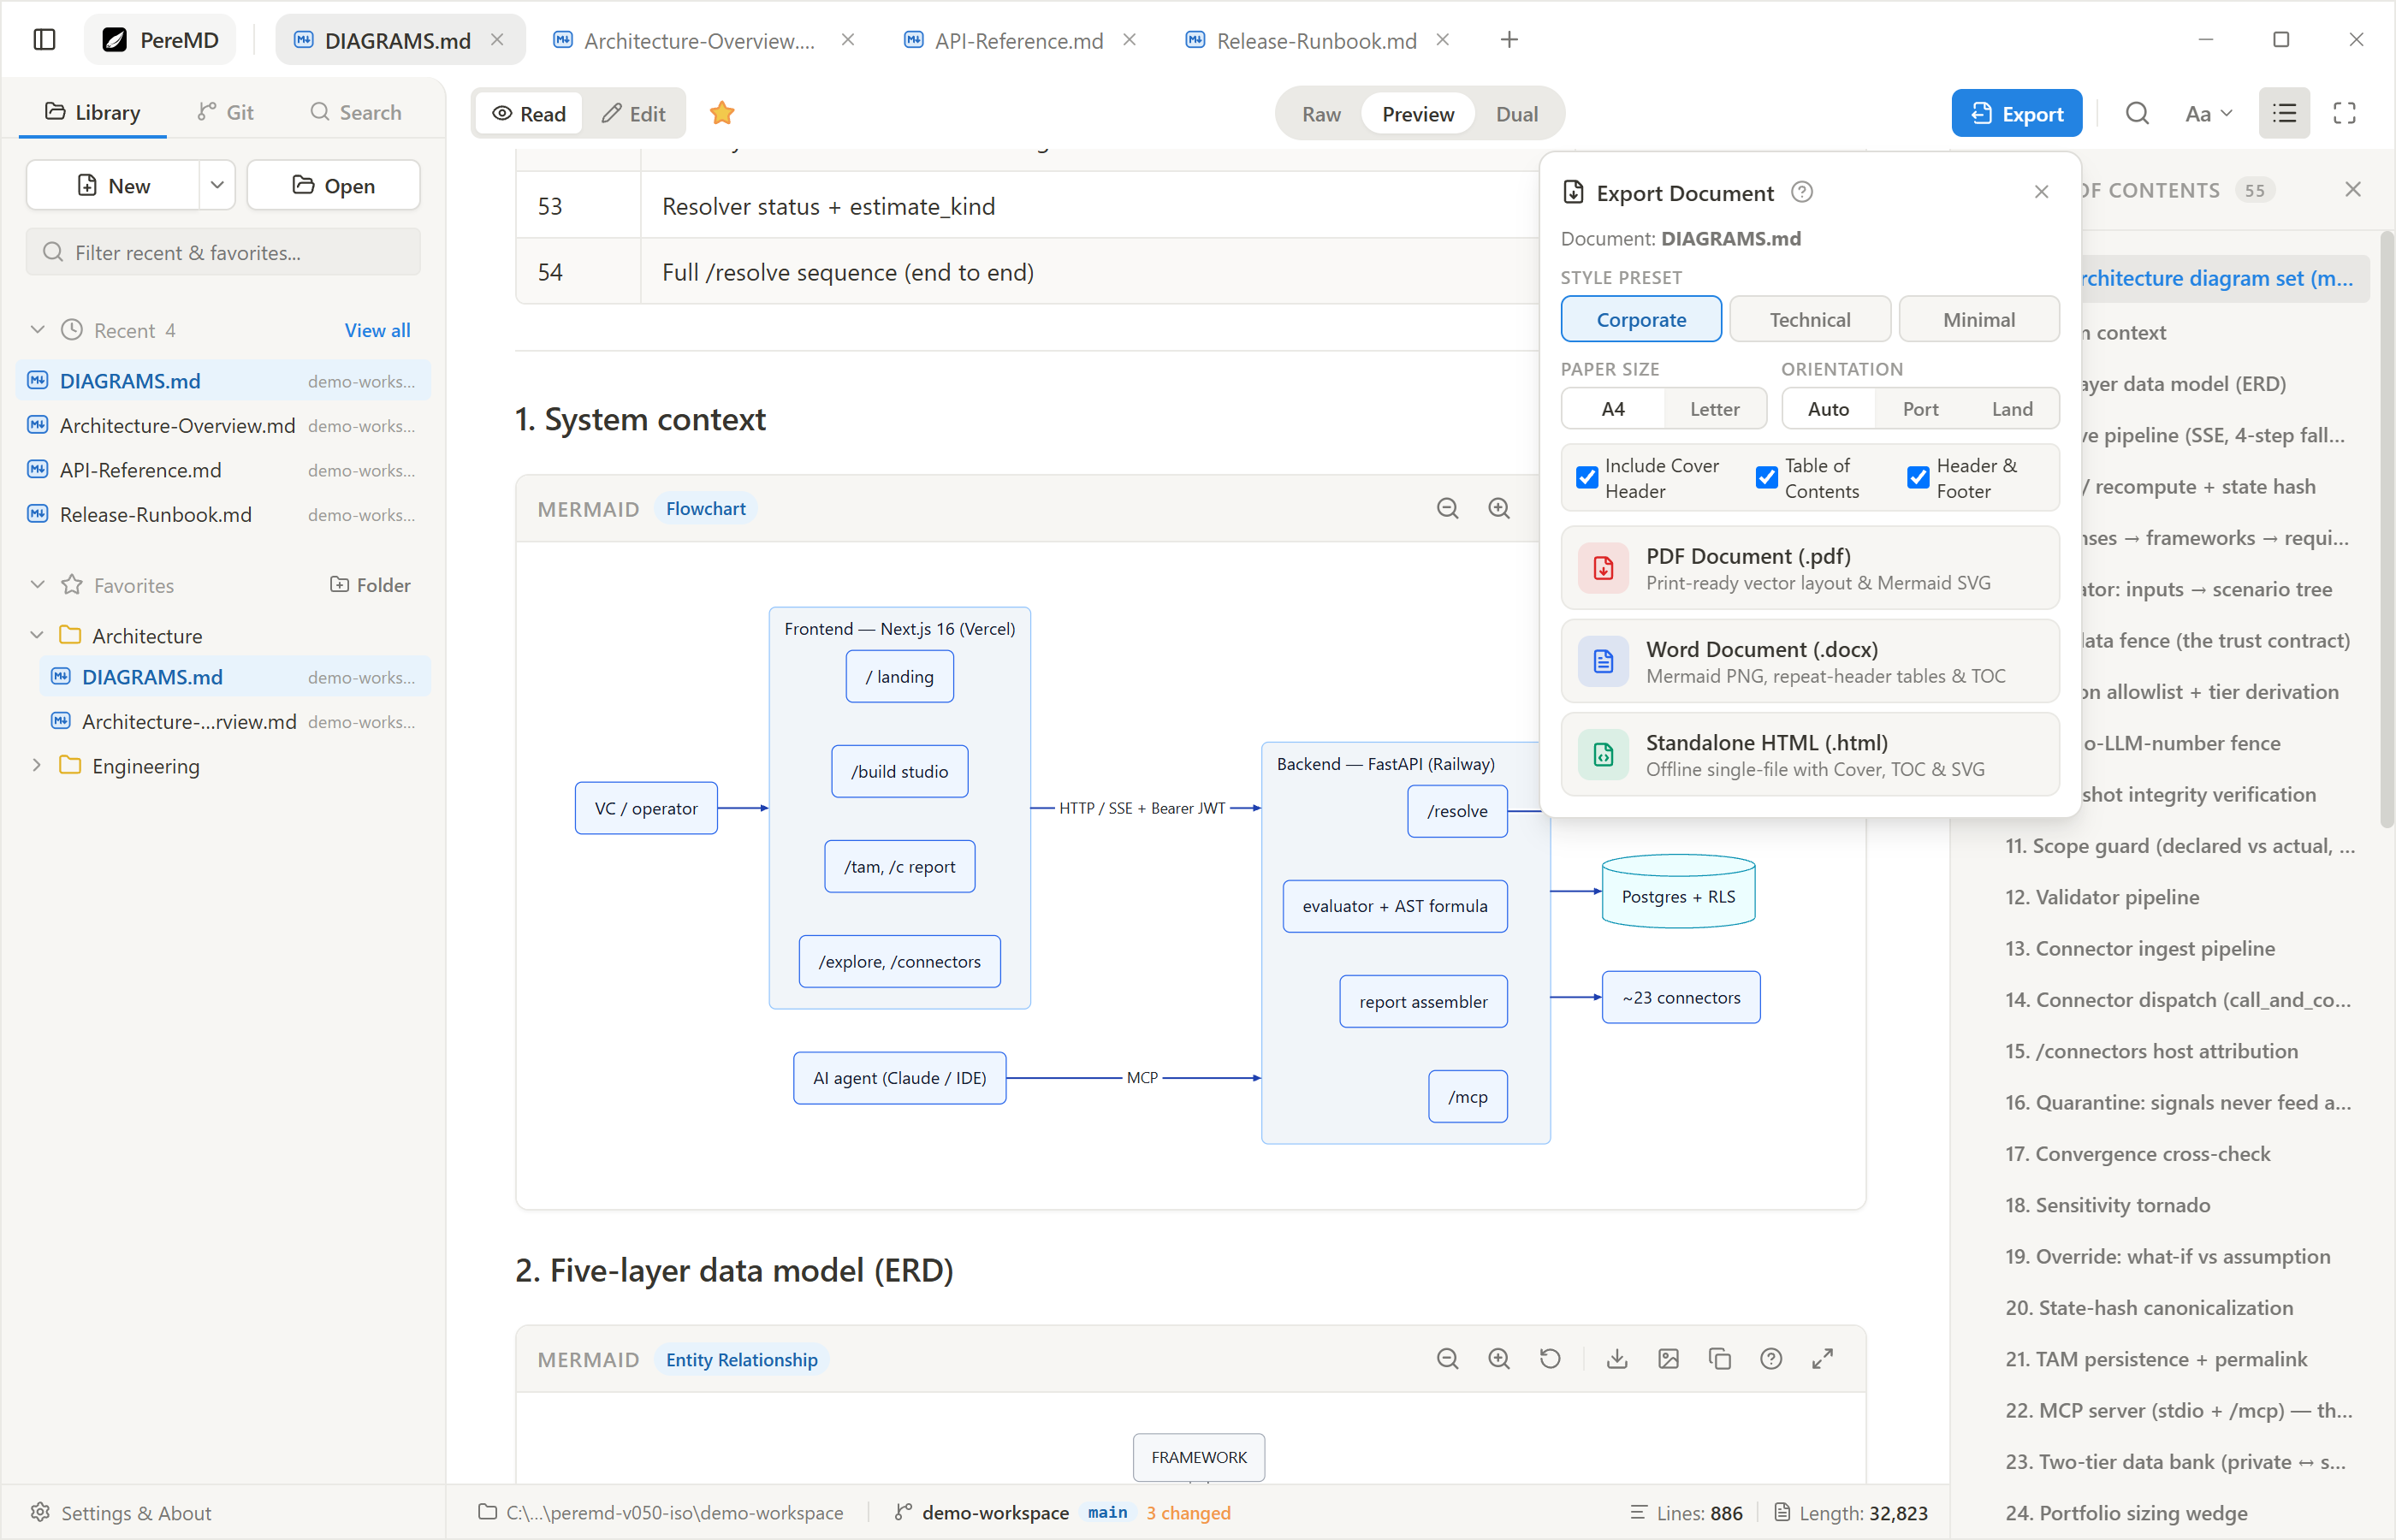 PereMD
DIAGRAMS.md
Architecture-Overview....
API-Reference.md
Release-Runbook.md
Library
Git
Search
Read
Edit
Raw
Preview
Dual
Export
Aa
New
Open
Filter recent & favorites...
Recent 4
View all
DIAGRAMS.md demo-works...
Architecture-Overview.md demo-works...
API-Reference.md demo-works...
Release-Runbook.md demo-works...
Favorites
Folder
Architecture
DIAGRAMS.md demo-works...
Architecture-...rview.md demo-works...
Engineering
Settings & About
53 Resolver status + estimate_kind
54 Full /resolve sequence (end to end)
1. System context
MERMAID Flowchart
VC / operator
Frontend — Next.js 16 (Vercel)
/ landing
/build studio
/tam, /c report
/explore, /connectors
AI agent (Claude / IDE)
HTTP / SSE + Bearer JWT
MCP
Backend — FastAPI (Railway)
/resolve
evaluator + AST formula
report assembler
/mcp
Postgres + RLS
~23 connectors
2. Five-layer data model (ERD)
MERMAID Entity Relationship
FRAMEWORK
Export Document
Document: DIAGRAMS.md
STYLE PRESET
Corporate
Technical
Minimal
PAPER SIZE
ORIENTATION
A4
Letter
Auto
Port
Land
Include Cover
Header
Table of
Contents
Header &
Footer
PDF Document (.pdf)
Print-ready vector layout & Mermaid SVG
Word Document (.docx)
Mermaid PNG, repeat-header tables & TOC
Standalone HTML (.html)
Offline single-file with Cover, TOC & SVG
OF CONTENTS 55
rchitecture diagram set (m...
context
ayer data model (ERD)
pipeline (SSE, 4-step fall...
/ recompute + state hash
nses → frameworks → requi...
ator: inputs → scenario tree
data fence (the trust contract)
on allowlist + tier derivation
o-LLM-number fence
shot integrity verification
11. Scope guard (declared vs actual, ...
12. Validator pipeline
13. Connector ingest pipeline
14. Connector dispatch (call_and_co...
15. /connectors host attribution
16. Quarantine: signals never feed a...
17. Convergence cross-check
18. Sensitivity tornado
19. Override: what-if vs assumption
20. State-hash canonicalization
21. TAM persistence + permalink
22. MCP server (stdio + /mcp) — th...
23. Two-tier data bank (private ↔ s...
24. Portfolio sizing wedge
C:\...\peremd-v050-iso\demo-workspace
demo-workspace main 3 changed
Lines: 886
Length: 32,823